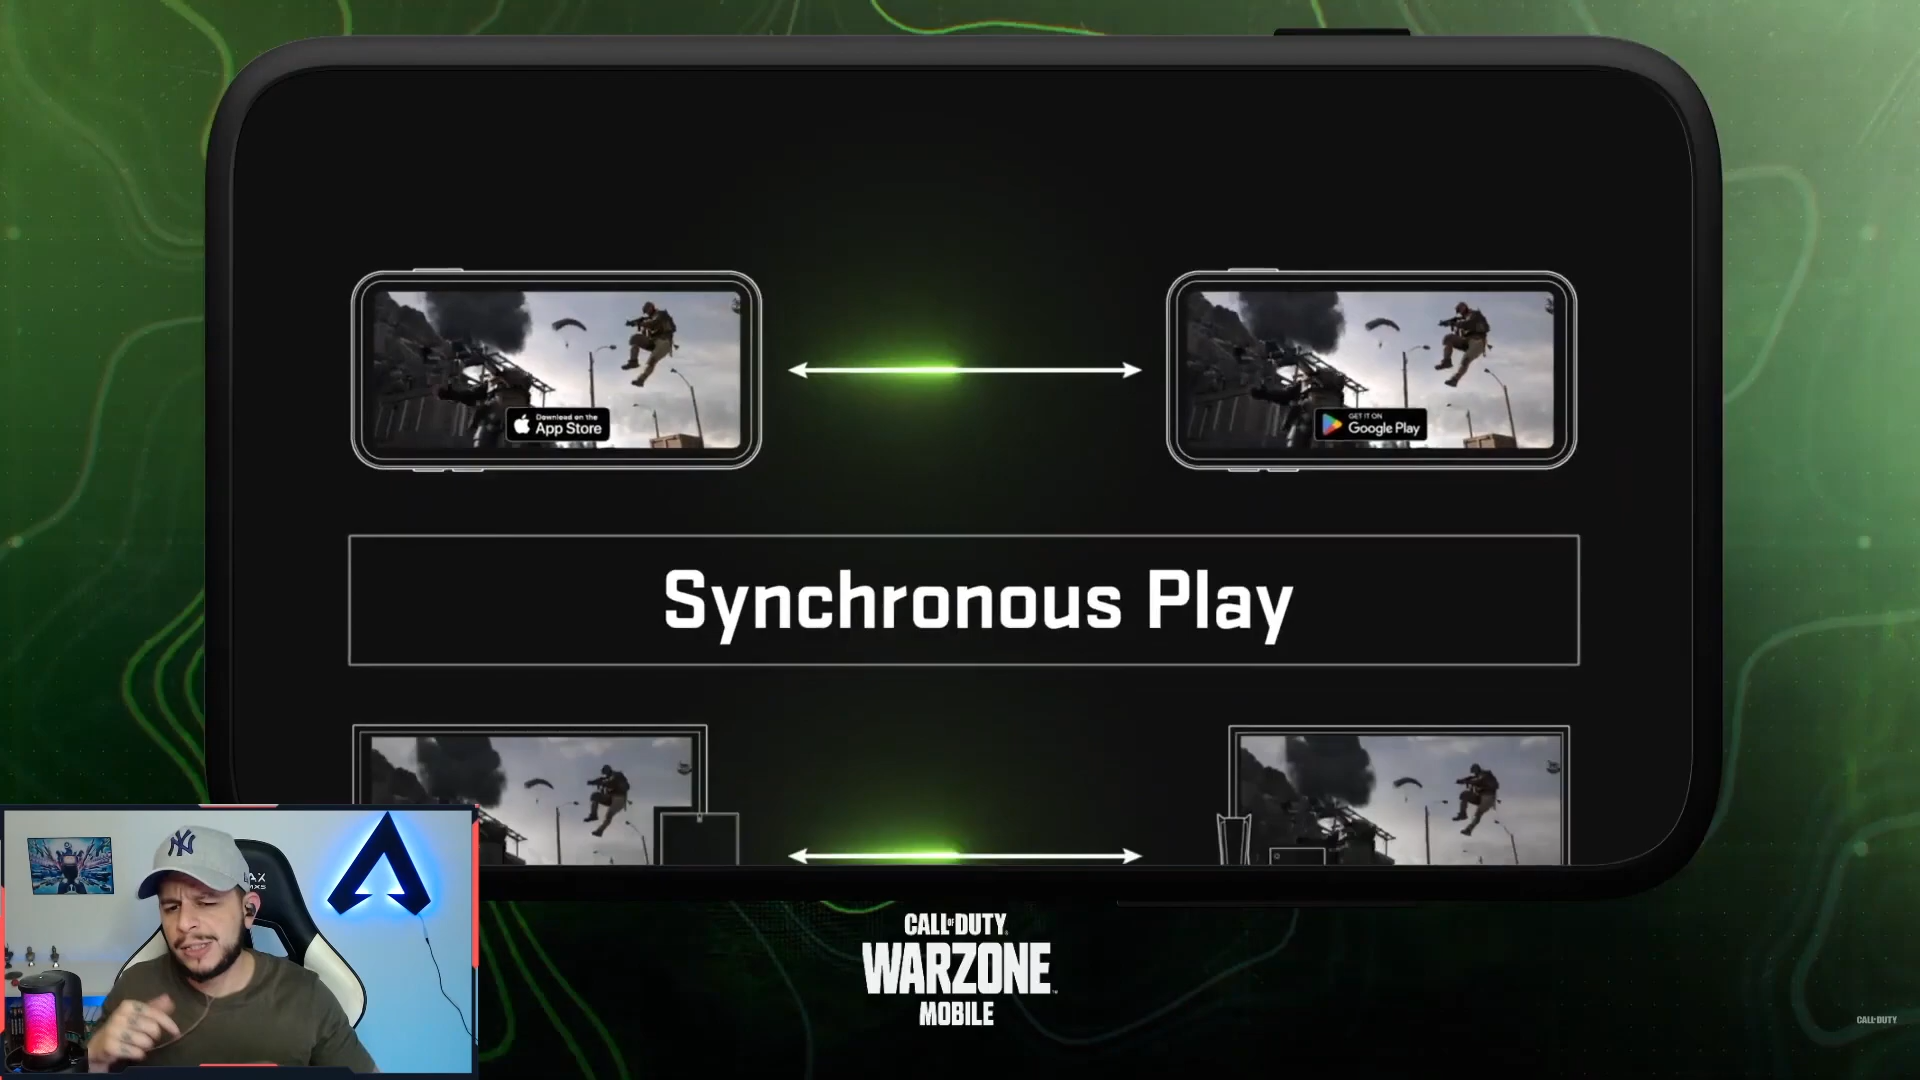 Download on the
App Store
GET IT ON
Google Play
Synchronous Play
CALL OF DUTY
WARZONE
MOBILE
CALL OF DUTY
NY